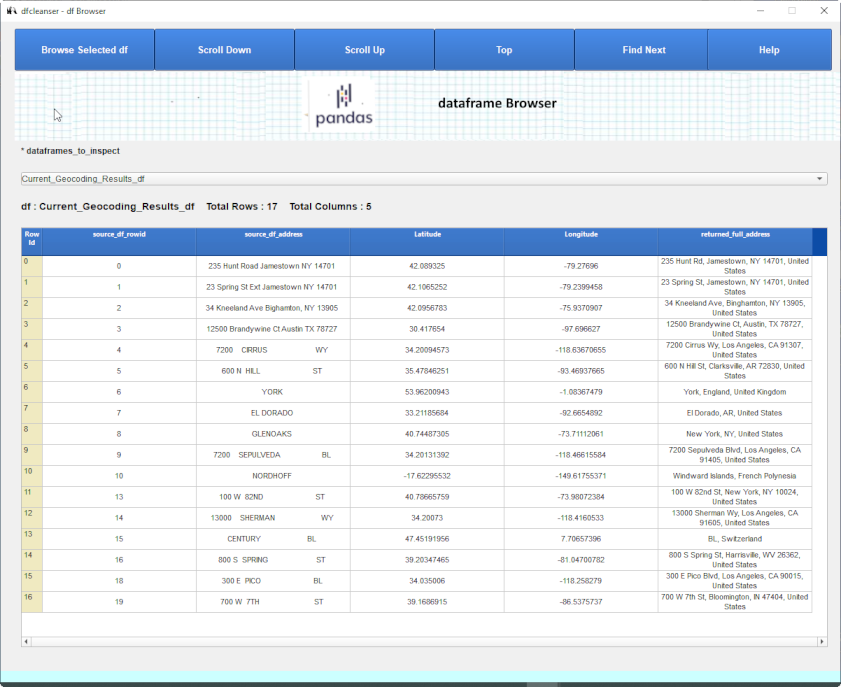 dfcleanser - df Browser
Browse Selected df Scroll Down Scroll Up Top Find Next Help
pandas
dataframe Browser
* dataframes_to_inspect
Current_Geocoding_Results_df
df : Current_Geocoding_Results_df Total Rows : 17 Total Columns : 5
Row Id source_df_rowid source_df_address Latitude Longitude returned_full_address
0 0 235 Hunt Road Jamestown NY 14701 42.089325 -79.27696 235 Hunt Rd, Jamestown, NY 14701, United States
1 1 23 Spring St Ext Jamestown NY 14701 42.1065252 -79.2399458 23 Spring St, Jamestown, NY 14701, United States
2 2 34 Kneeland Ave Bighamton, NY 13905 42.0956783 -75.9370907 34 Kneeland Ave, Binghamton, NY 13905, United States
3 3 12500 Brandywine Ct Austin TX 78727 30.417654 -97.696627 12500 Brandywine Ct, Austin, TX 78727, United States
4 4 7200 CIRRUS WY 34.20094573 -118.63670655 7200 Cirrus Wy, Los Angeles, CA 91307, United States
5 5 600 N HILL ST 35.47846251 -93.46937665 600 N Hill St, Clarksville, AR 72830, United States
6 6 YORK 53.96200943 -1.08367479 York, England, United Kingdom
7 7 EL DORADO 33.21185684 -92.6654892 El Dorado, AR, United States
8 8 GLENOAKS 40.74487305 -73.71112061 New York, NY, United States
9 9 7200 SEPULVEDA BL 34.20131392 -118.46615584 7200 Sepulveda Blvd, Los Angeles, CA 91405, United States
10 10 NORDHOFF -17.62295532 -149.61755371 Windward Islands, French Polynesia
11 13 100 W 82ND ST 40.78665759 -73.98072384 100 W 82nd St, New York, NY 10024, United States
12 14 13000 SHERMAN WY 34.20073 -118.4160533 13000 Sherman Wy, Los Angeles, CA 91605, United States
13 15 CENTURY BL 47.45191956 7.70657396 BL, Switzerland
14 16 800 S SPRING ST 39.20347465 -81.04700782 800 S Spring St, Harrisville, WV 26362, United States
15 18 300 E PICO BL 34.035006 -118.258279 300 E Pico Blvd, Los Angeles, CA 90015, United States
16 19 700 W 7TH ST 39.1686915 -86.5375737 700 W 7th St, Bloomington, IN 47404, United States